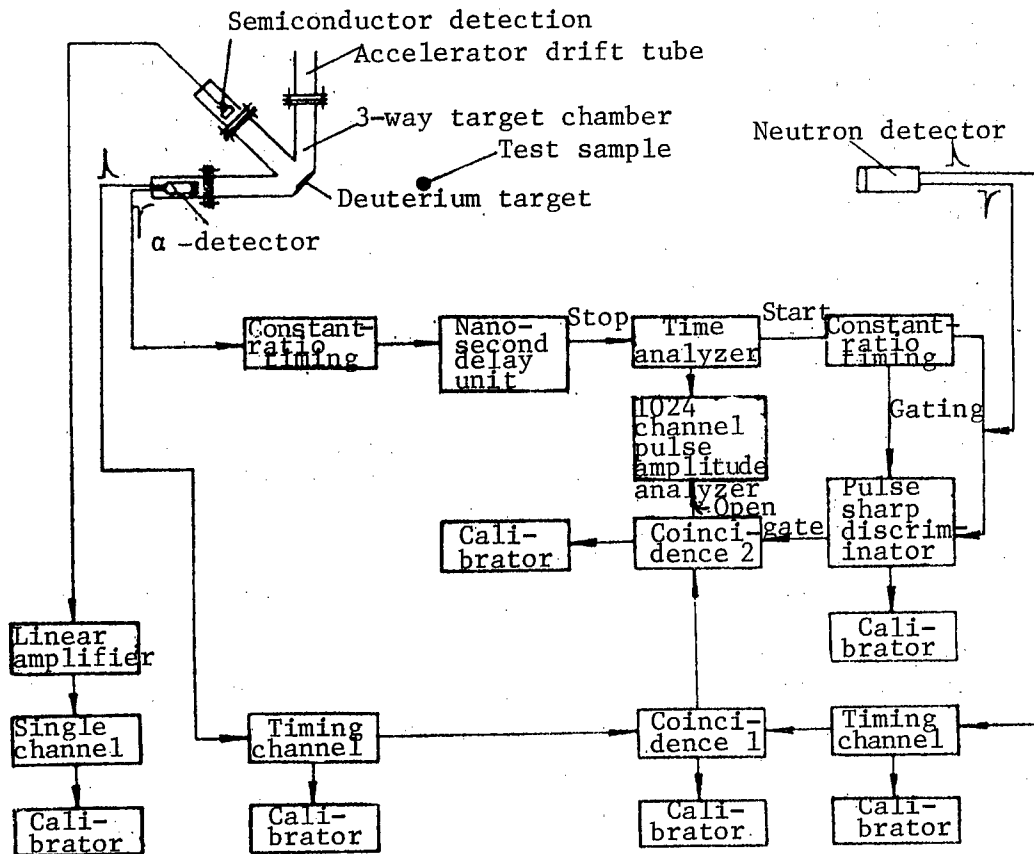 Semiconductor detection
Accelerator drift tube
3-way target chamber
Test sample
Neutron detector
Deuterium target
α-detector
Constant-
ratio
timing
Nano-
second
delay
unit
Stop
Time
analyzer
Start
Constant-
ratio
timing
Gating
1024
channel
pulse
amplitude
analyzer
Open
gate
Pulse
sharp
discrim-
inator
Coinci-
dence 2
Cali-
brator
Cali-
brator
Linear
amplifier
Single
channel
Timing
channel
Coinci-
dence 1
Timing
channel
Cali-
brator
Cali-
brator
Cali-
brator
Cali-
brator